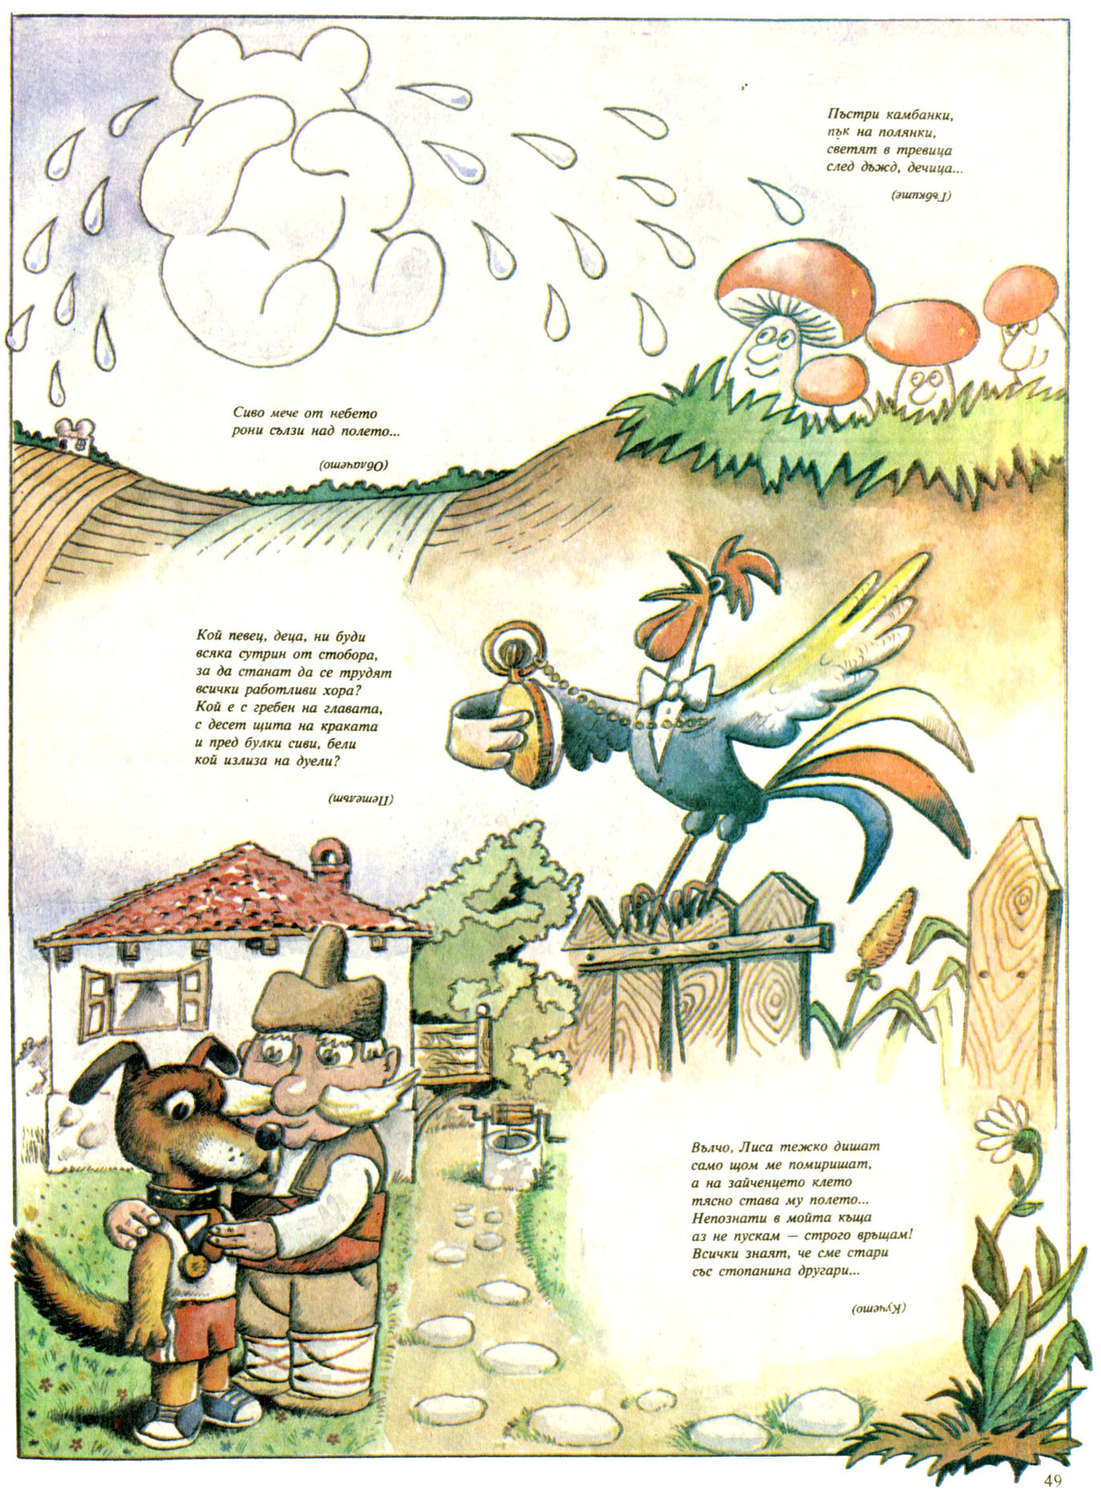 Пъстри камбанки,
пък на полянки,
светят в тревица
след дъжд, дечица...
(Гъбките)
Сиво мече от небето
рони сълзи над полето...
(Облачето)
Кой певец, деца, ни буди
всяка сутрин от стобора,
за да станат да се трудят
всички работливи хора?
Кой е с гребен на главата,
с десет щита на краката
и пред булки сиви, бели
кой излиза на дуели?
(Петелът)
Вълчо, Лиса тежко дишат
само щом ме помиришат,
а на зайченцето клето
тясно става му полето...
Непознати в мойта къща
аз не пускам — строго връщам!
Всички знаят, че сме стари
със стопанина другари...
(Кучето)
49